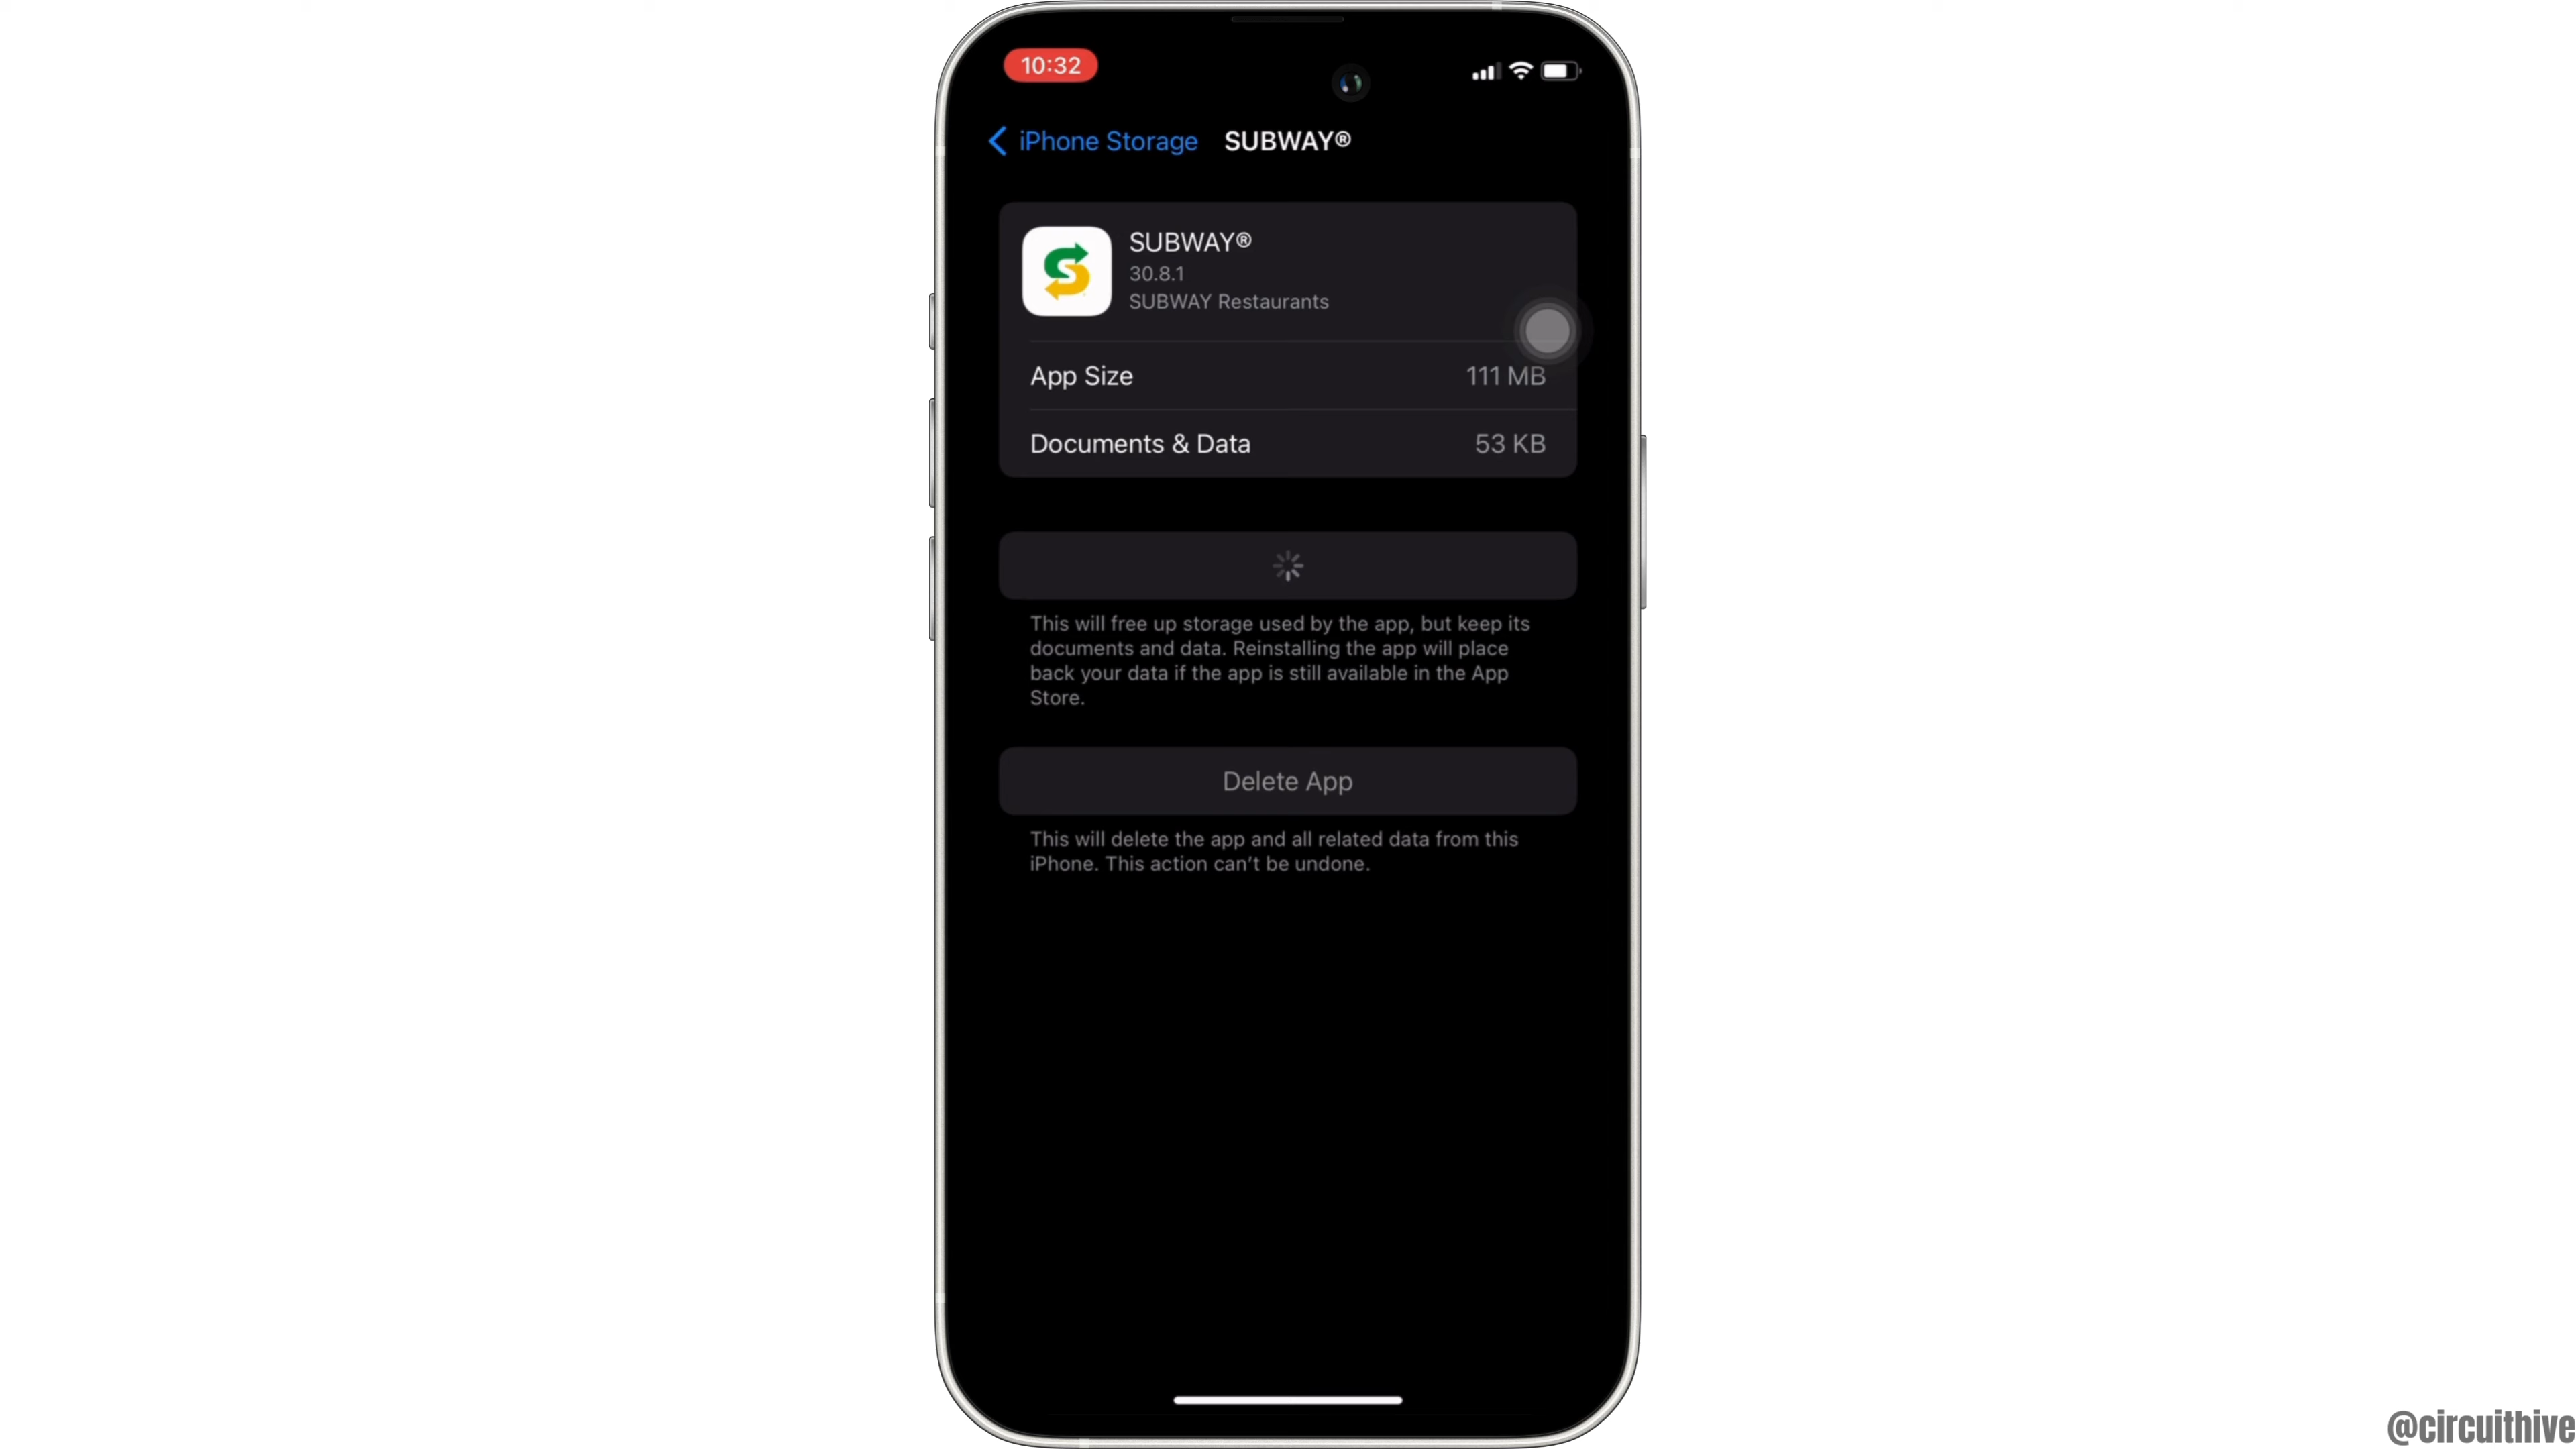 10:32
iPhone Storage SUBWAY®
SUBWAY®
30.8.1
SUBWAY Restaurants
App Size 111 MB
Documents & Data 53 KB
This will free up storage used by the app, but keep its
documents and data. Reinstalling the app will place
back your data if the app is still available in the App
Store.
Delete App
This will delete the app and all related data from this
iPhone. This action can't be undone.
@circuithive